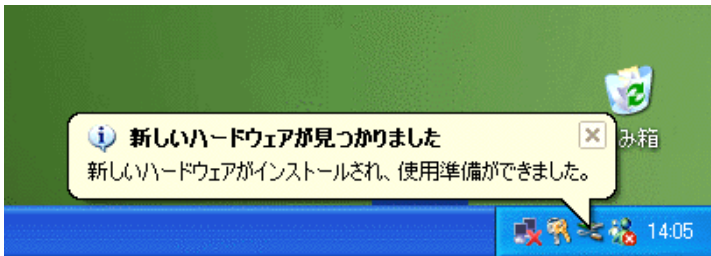 新しいハードウェアが見つかりました
新しいハードウェアがインストールされ、使用準備ができました。
み箱
14:05